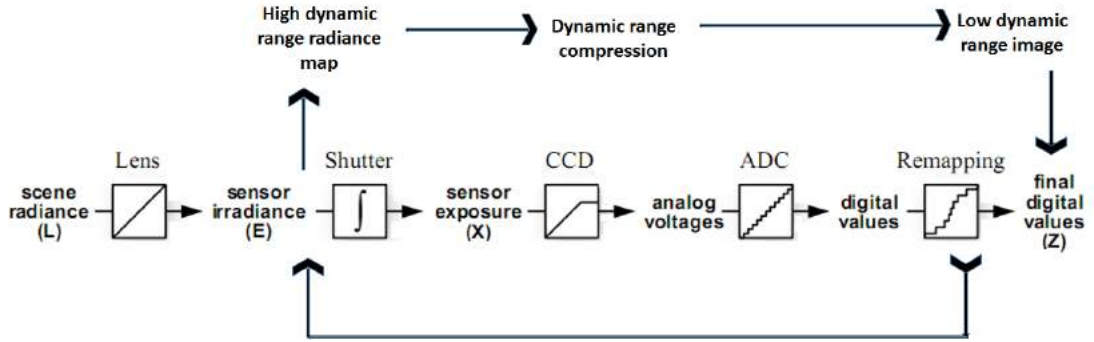 High dynamic
range radiance
map
Dynamic range
compression
Low dynamic
range image
Lens
Shutter
CCD
ADC
Remapping
scene
radiance
(L)
sensor
irradiance
(E)
∫
sensor
exposure
(X)
analog
voltages
digital
values
final
digital
values
(Z)